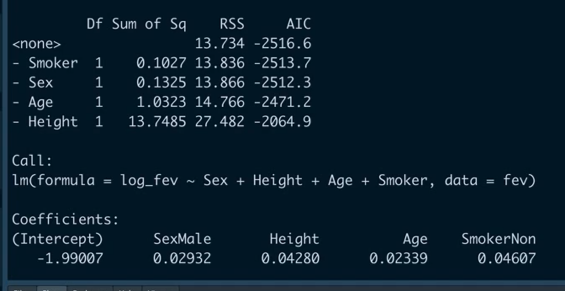 Df Sum of Sq RSS AIC
<none> 13.734 -2516.6
- Smoker 1 0.1027 13.836 -2513.7
- Sex 1 0.1325 13.866 -2512.3
- Age 1 1.0323 14.766 -2471.2
- Height 1 13.7485 27.482 -2064.9
Call:
lm(formula = log_fev ~ Sex + Height + Age + Smoker, data = fev)
Coefficients:
(Intercept) SexMale Height Age SmokerNon
-1.99007 0.02932 0.04280 0.02339 0.04607